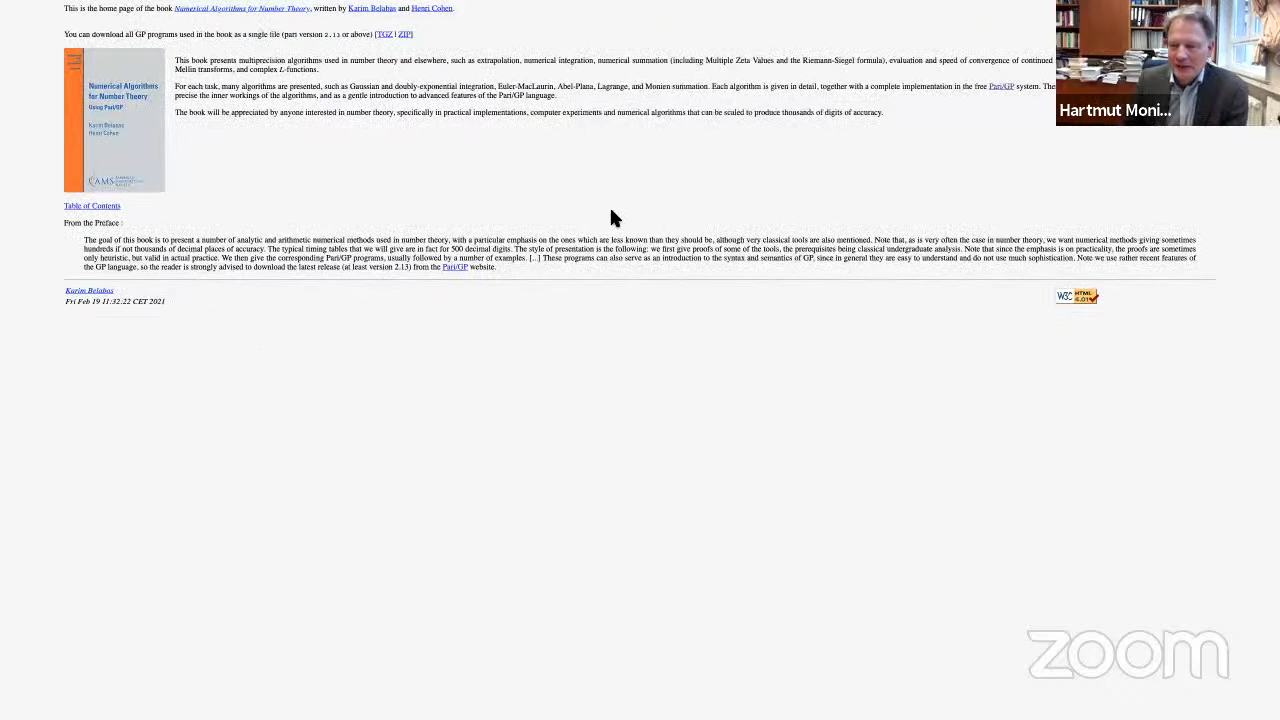 This is the home page of the book Numerical Algorithms for Number Theory, written by Karim Belabas and Henri Cohen.
You can download all GP programs used in the book as a single file (pari version 2.13 or above) [TGZ | ZIP]
Numerical Algorithms
for Number Theory
Using Pari/GP
Karim Belabas
Henri Cohen
AMS
This book presents multiprecision algorithms used in number theory and elsewhere, such as extrapolation, numerical integration, numerical summation (including Multiple Zeta Values and the Riemann-Siegel formula), evaluation and speed of convergence of continued
Mellin transforms, and complex L-functions.
For each task, many algorithms are presented, such as Gaussian and doubly-exponential integration, Euler-MacLaurin, Abel-Plana, Lagrange, and Monien summation. Each algorithm is given in detail, together with a complete implementation in the free Pari/GP system. The
precise the inner workings of the algorithms, and as a gentle introduction to advanced features of the Pari/GP language.
The book will be appreciated by anyone interested in number theory, specifically in practical implementations, computer experiments and numerical algorithms that can be scaled to produce thousands of digits of accuracy.
Hartmut Moni...
Table of Contents
From the Preface :
The goal of this book is to present a number of analytic and arithmetic numerical methods used in number theory, with a particular emphasis on the ones which are less known than they should be, although very classical tools are also mentioned. Note that, as is very often the case in number theory, we want numerical methods giving sometimes
hundreds if not thousands of decimal places of accuracy. The typical timing tables that we will give are in fact for 500 decimal digits. The style of presentation is the following: we first give proofs of some of the tools, the prerequisites being classical undergraduate analysis. Note that since the emphasis is on practicality, the proofs are sometimes
only heuristic, but valid in actual practice. We then give the corresponding Pari/GP programs, usually followed by a number of examples. [...] These programs can also serve as an introduction to the syntax and semantics of GP, since in general they are easy to understand and do not use much sophistication. Note we use rather recent features of
the GP language, so the reader is strongly advised to download the latest release (at least version 2.13) from the Pari/GP website.
Karim Belabas
Fri Feb 19 11:32:22 CET 2021
W3C HTML 4.01
zoom